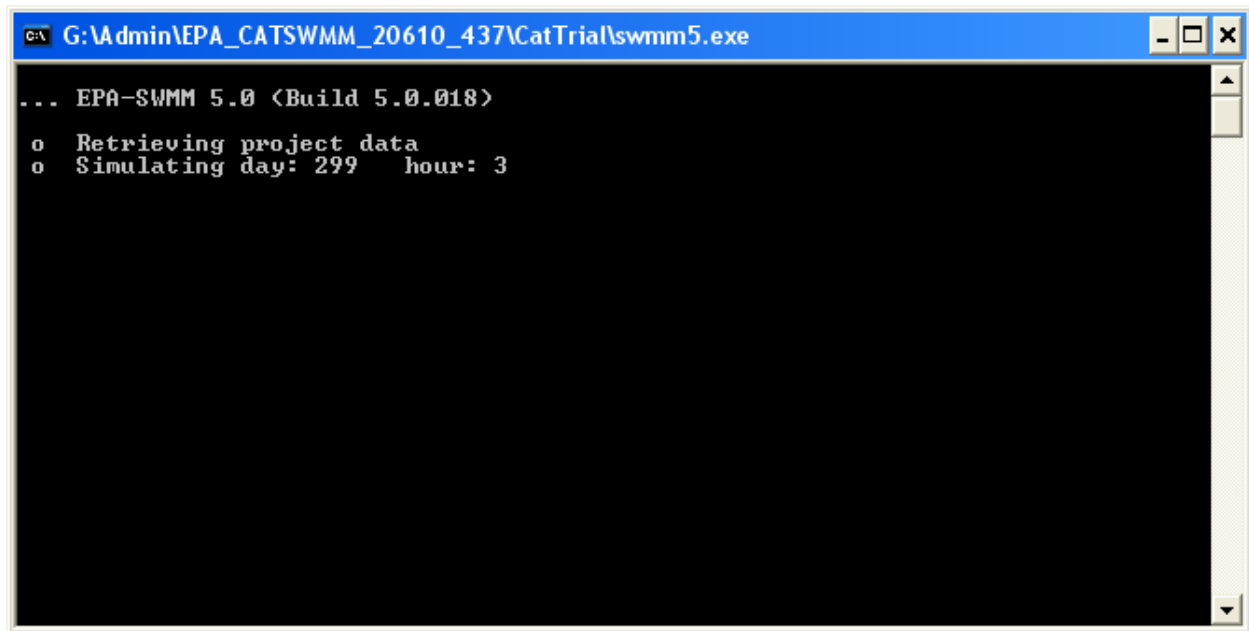 G:\Admin\EPA_CATSWMM_20610_437\CatTrial\swmm5.exe
... EPA-SWMM 5.0 (Build 5.0.018)
o Retrieving project data
o Simulating day: 299 hour: 3